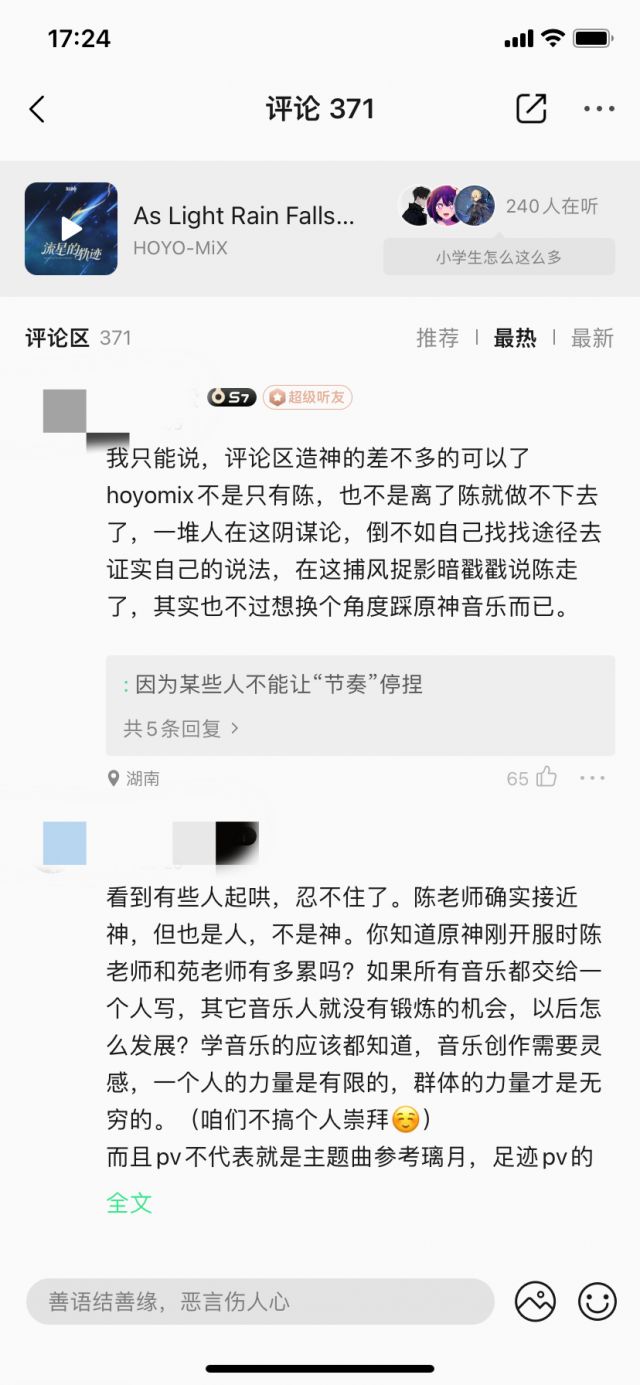 17:24
评论 371
原神
流星的轨迹
As Light Rain Falls...
HOYO-MiX
240人在听
小学生怎么这么多
评论区 371
推荐 | 最热 | 最新
S7 超级听友
我只能说，评论区造神的差不多的可以了
hoyomix不是只有陈，也不是离了陈就做不下去
了，一堆人在这阴谋论，倒不如自己找找途径去
证实自己的说法，在这捕风捉影暗戳戳说陈走
了，其实也不过想换个角度踩原神音乐而已。
:因为某些人不能让“节奏”停捏
共5条回复 >
湖南
65
看到有些人起哄，忍不住了。陈老师确实接近
神，但也是人，不是神。你知道原神刚开服时陈
老师和苑老师有多累吗？如果所有音乐都交给一
个人写，其它音乐人就没有锻炼的机会，以后怎
么发展？学音乐的应该都知道，音乐创作需要灵
感，一个人的力量是有限的，群体的力量才是无
穷的。（咱们不搞个人崇拜☺️）
而且pv不代表就是主题曲参考璃月，足迹pv的
全文
善语结善缘，恶言伤人心